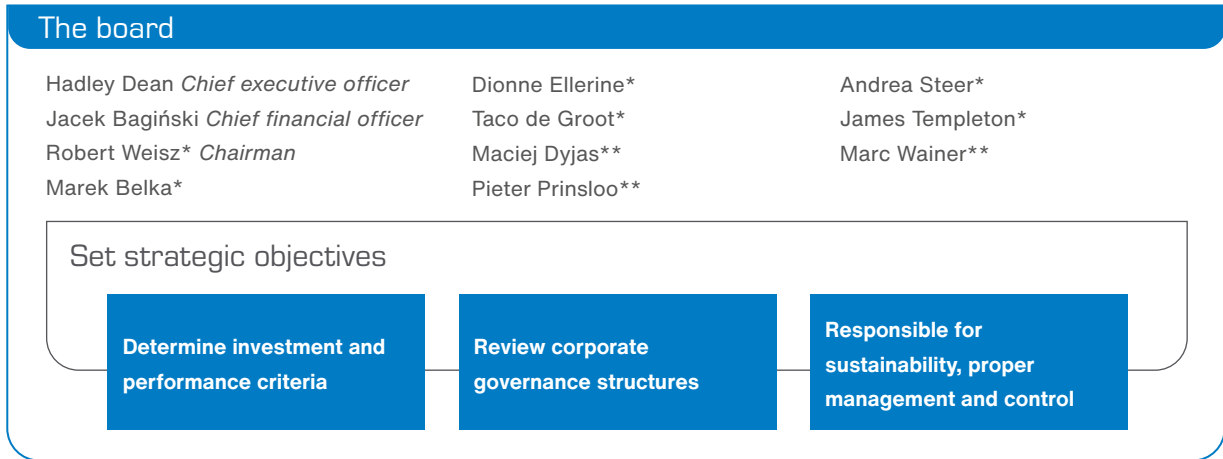 The board
Hadley Dean Chief executive officer
Jacek Bagiński Chief financial officer
Robert Weisz* Chairman
Marek Belka*
Dionne Ellerine*
Taco de Groot*
Maciej Dyjas**
Pieter Prinsloo**
Andrea Steer*
James Templeton*
Marc Wainer**
Set strategic objectives
Determine investment and
performance criteria
Review corporate
governance structures
Responsible for
sustainability, proper
management and control